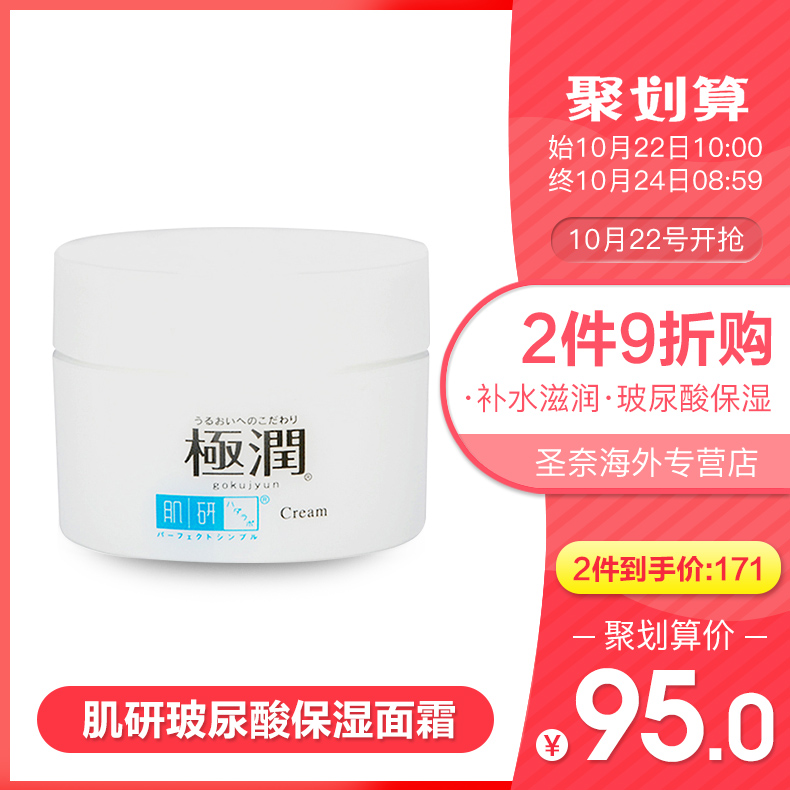 聚划算
始10月22日10:00
终10月24日08:59
10月22号开抢
2件9折购
·补水滋润·玻尿酸保湿
圣奈海外专营店
2件到手价:171
聚划算价
¥95.0
うるおいへのこだわり
極潤®
gokujyun
肌研 ハダラボ® Cream
パーフェクトシンプル
肌研玻尿酸保湿面霜